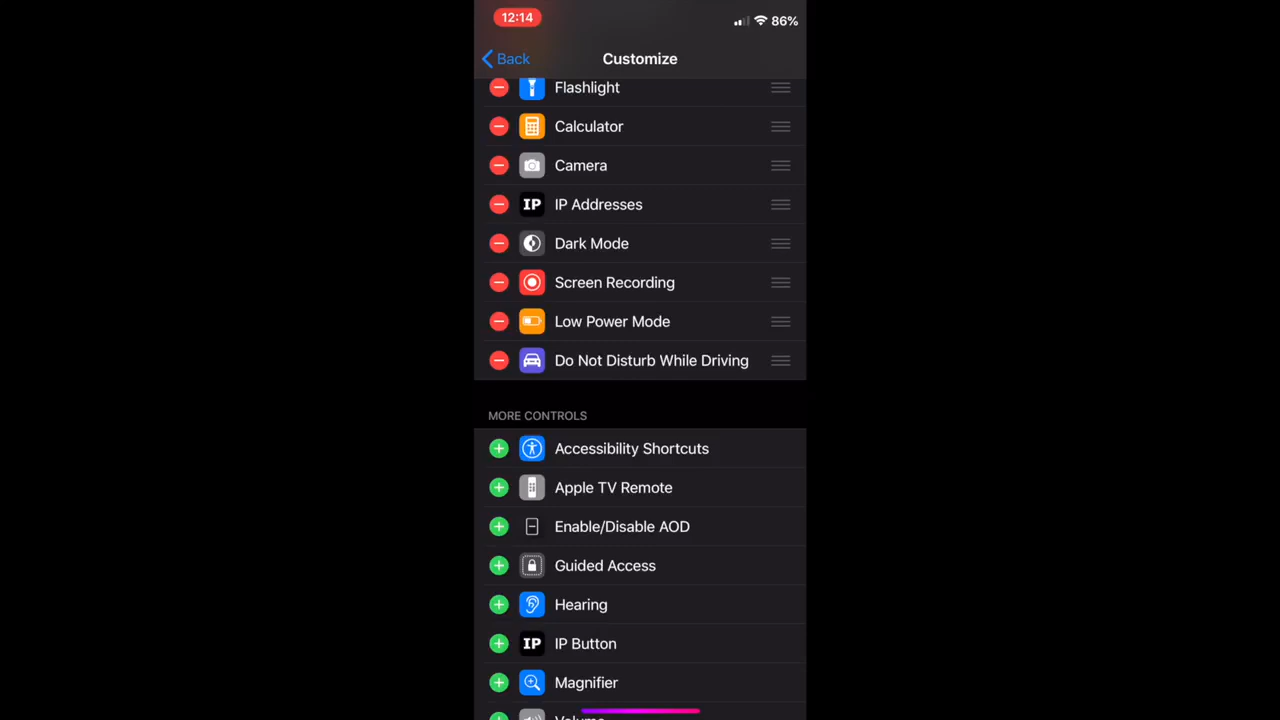 12:14
86%
Back
Customize
Flashlight
Calculator
Camera
IP
IP Addresses
Dark Mode
Screen Recording
Low Power Mode
Do Not Disturb While Driving
MORE CONTROLS
Accessibility Shortcuts
Apple TV Remote
Enable/Disable AOD
Guided Access
Hearing
IP
IP Button
Magnifier
Volume